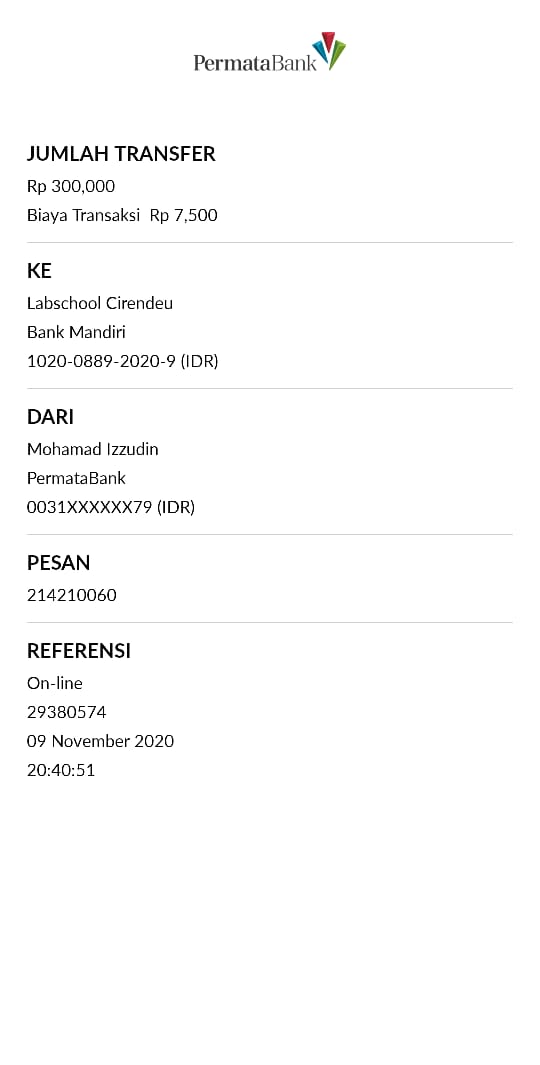 PermataBank
JUMLAH TRANSFER
Rp 300,000
Biaya Transaksi  Rp 7,500
KE
Labschool Cirendeu
Bank Mandiri
1020-0889-2020-9 (IDR)
DARI
Mohamad Izzudin
PermataBank
0031XXXXXX79 (IDR)
PESAN
214210060
REFERENSI
On-line
29380574
09 November 2020
20:40:51